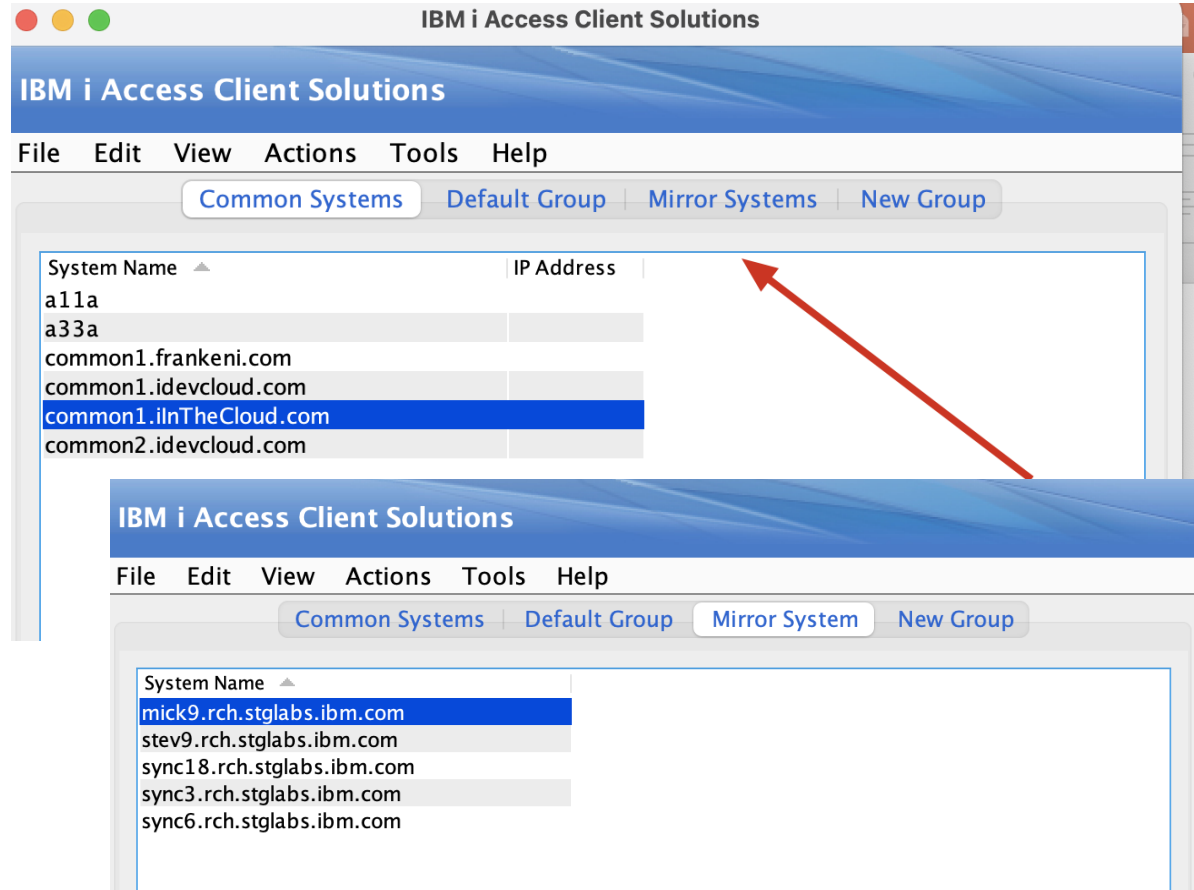 IBM i Access Client Solutions
IBM i Access Client Solutions
File Edit View Actions Tools Help
Common Systems Default Group Mirror Systems New Group
System Name IP Address
a11a
a33a
common1.frankeni.com
common1.idevcloud.com
common1.iInTheCloud.com
common2.idevcloud.com
IBM i Access Client Solutions
File Edit View Actions Tools Help
Common Systems Default Group Mirror System New Group
System Name
mick9.rch.stglabs.ibm.com
stev9.rch.stglabs.ibm.com
sync18.rch.stglabs.ibm.com
sync3.rch.stglabs.ibm.com
sync6.rch.stglabs.ibm.com